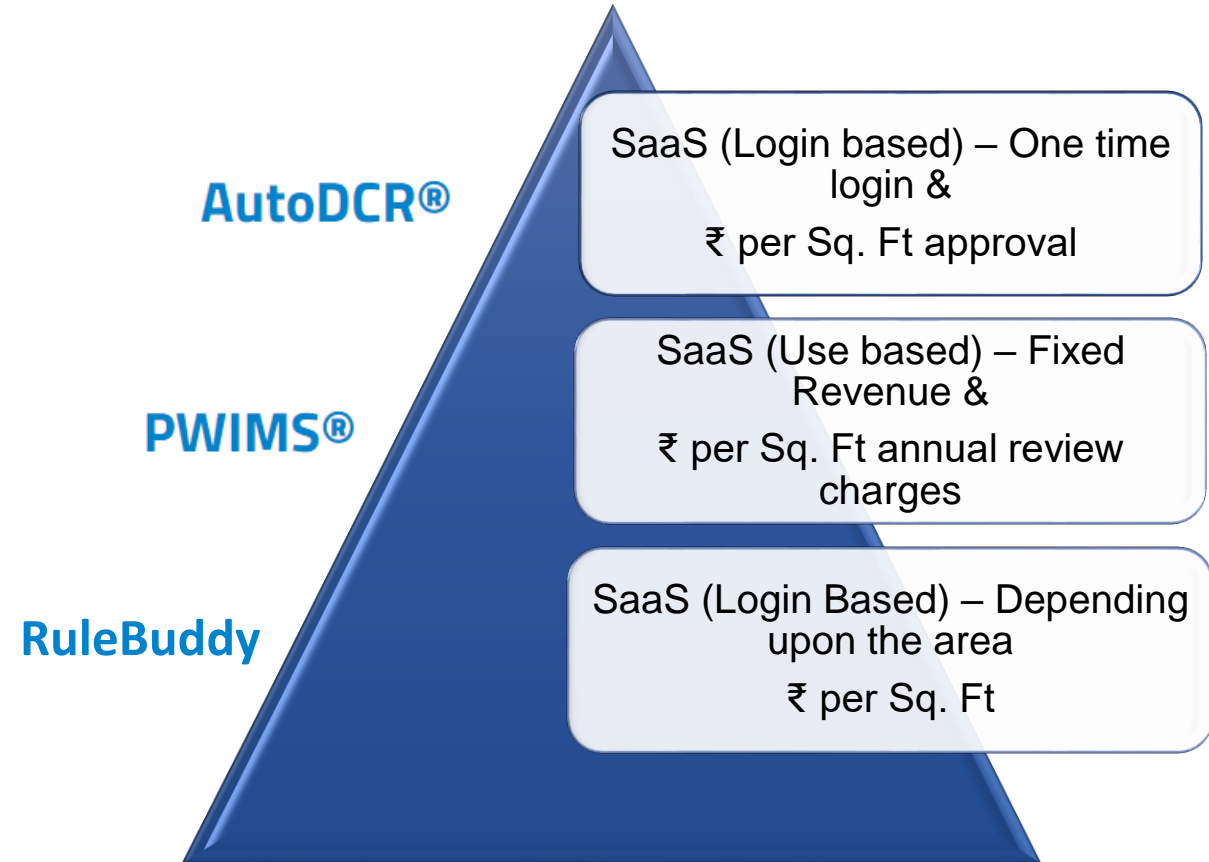 AutoDCR®
SaaS (Login based) – One time
login &
₹ per Sq. Ft approval
PWIMS®
SaaS (Use based) – Fixed
Revenue &
₹ per Sq. Ft annual review
charges
RuleBuddy
SaaS (Login Based) – Depending
upon the area
₹ per Sq. Ft